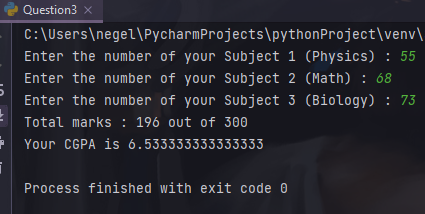 Question3 ×
C:\Users\negel\PycharmProjects\pythonProject\venv\
Enter the number of your Subject 1 (Physics) : 55
Enter the number of your Subject 2 (Math) : 68
Enter the number of your Subject 3 (Biology) : 73
Total marks : 196 out of 300
Your CGPA is 6.533333333333333
Process finished with exit code 0